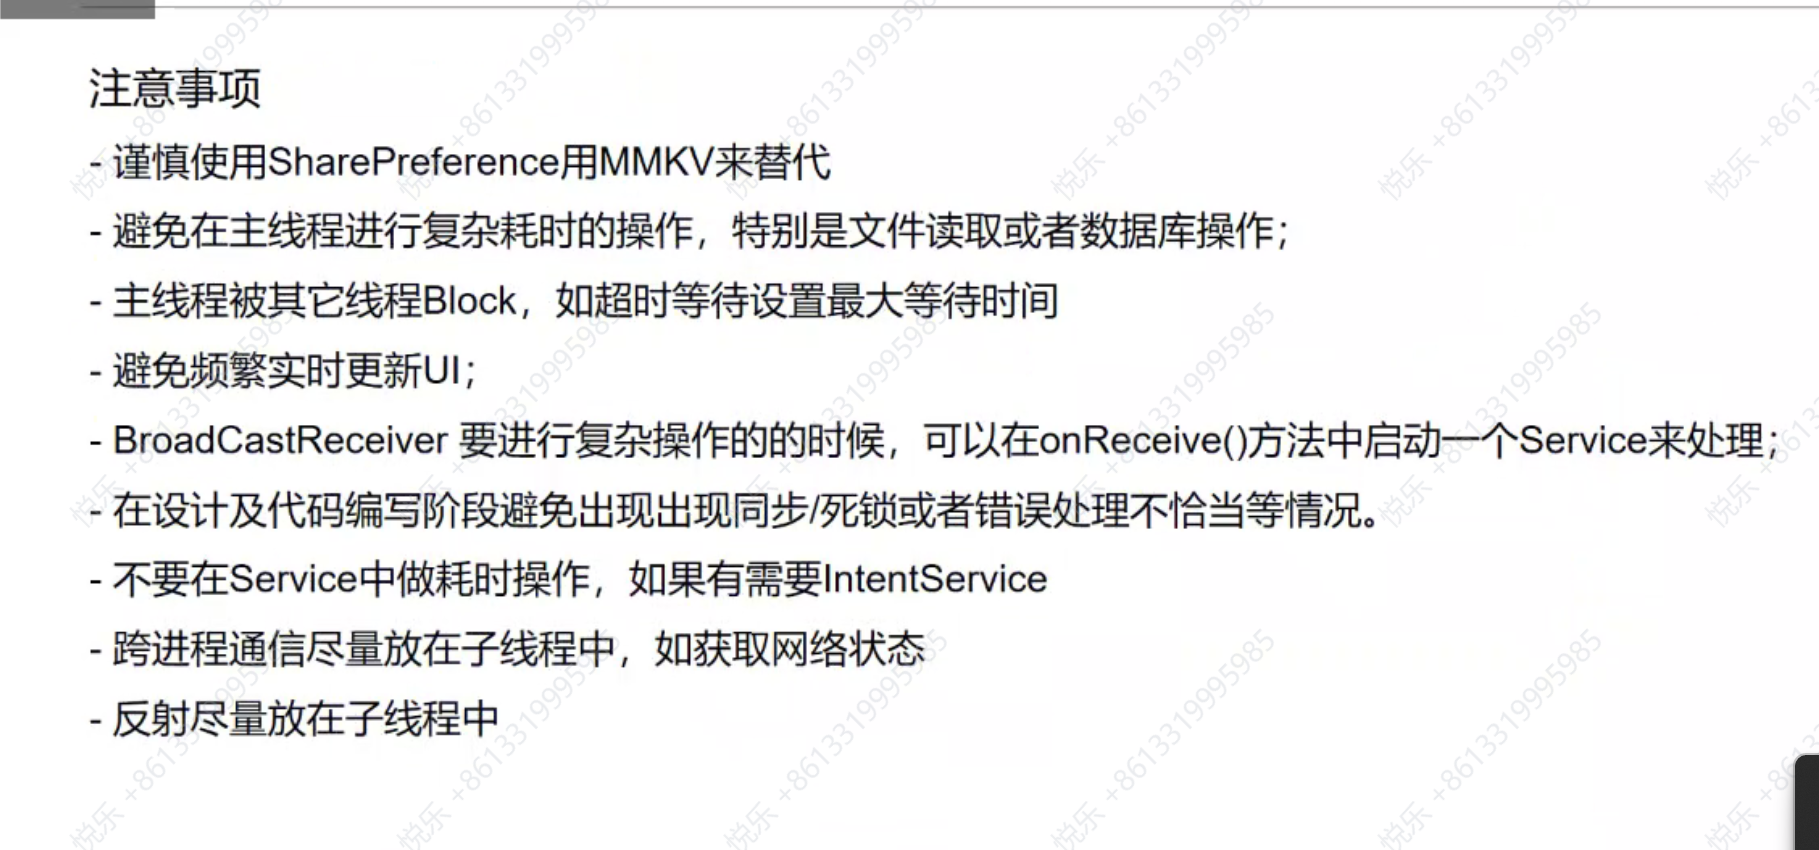 注意事项
- 谨慎使用SharePreference用MMKV来替代
- 避免在主线程进行复杂耗时的操作，特别是文件读取或者数据库操作；
- 主线程被其它线程Block，如超时等待设置最大等待时间
- 避免频繁实时更新UI；
- BroadCastReceiver 要进行复杂操作的的时候，可以在onReceive()方法中启动一个Service来处理；
- 在设计及代码编写阶段避免出现出现同步/死锁或者错误处理不恰当等情况。
- 不要在Service中做耗时操作，如果有需要IntentService
- 跨进程通信尽量放在子线程中，如获取网络状态
- 反射尽量放在子线程中
悦乐 +8613319995985